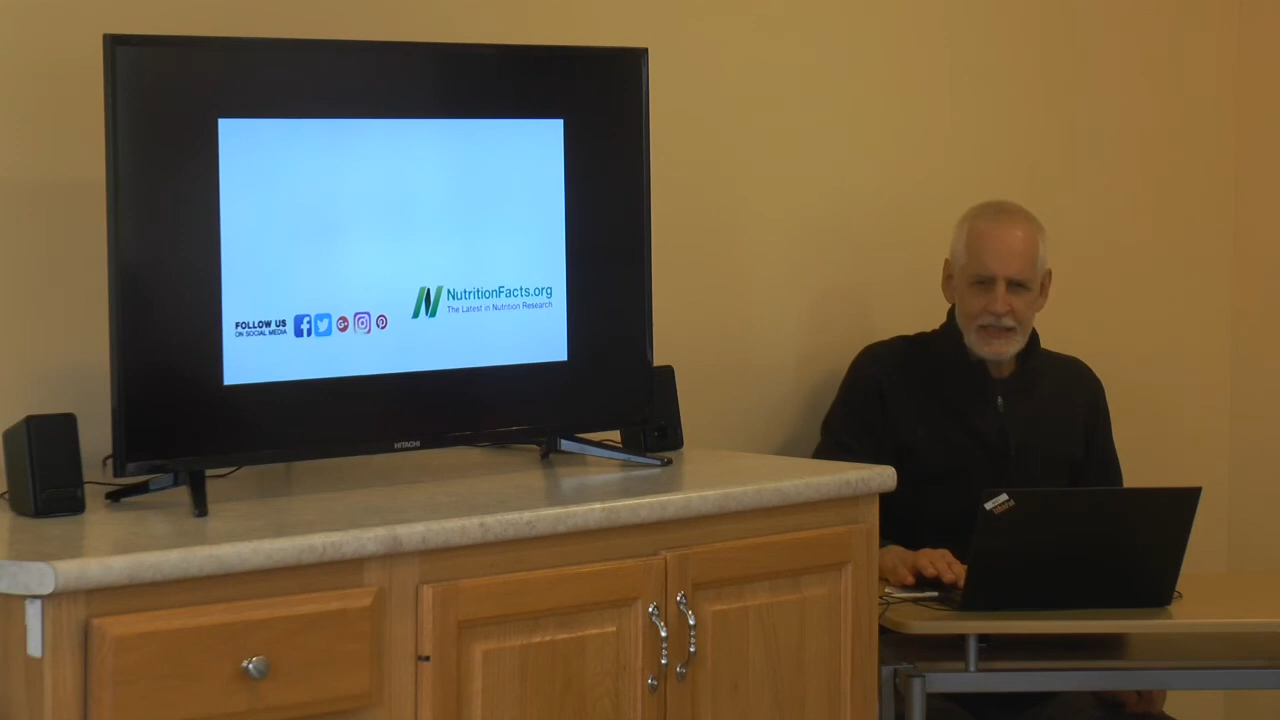 NutritionFacts.org
The Latest in Nutrition Research
FOLLOW US
ON SOCIAL MEDIA
HITACHI